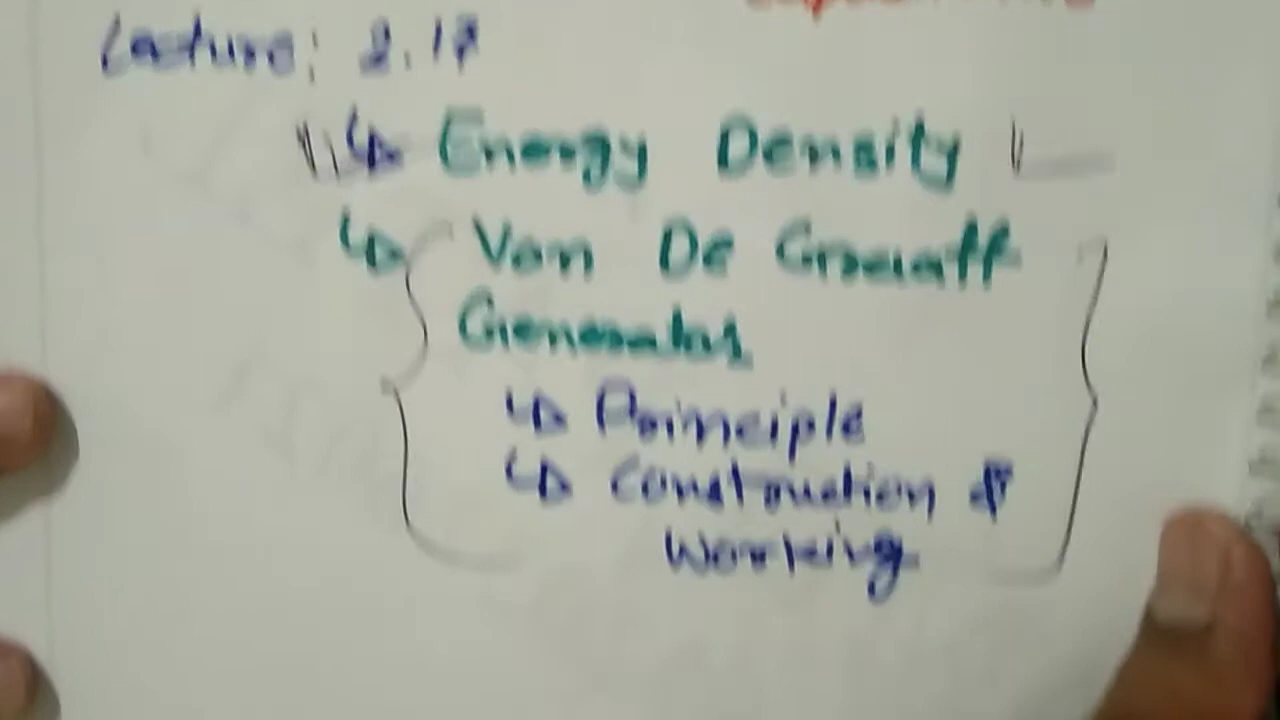 Lecture: 2.17
↳ Energy Density
↳ Van De Graaff
Generator
↳ Principle
↳ Construction &
Working